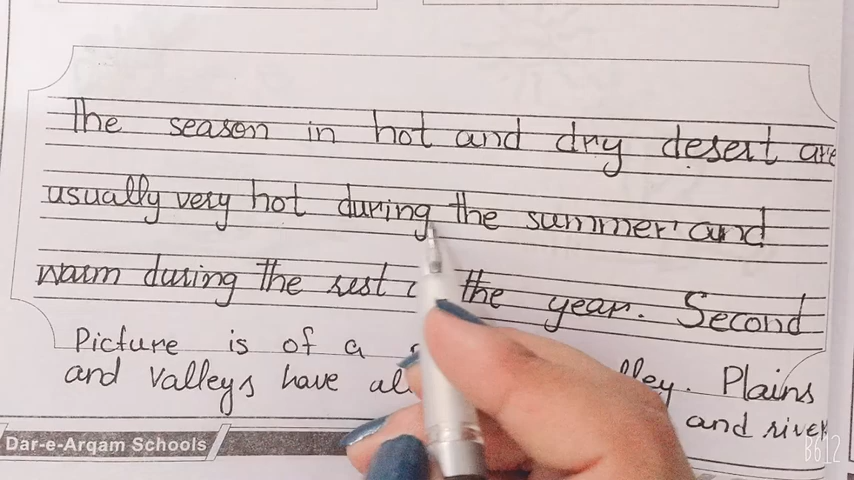 The season in hot and dry desert are
usually very hot during the summer and
warm during the rest the year. Second
Picture is of a lley. Plains
and valleys have al
and river
Dar-e-Arqam Schools
B612